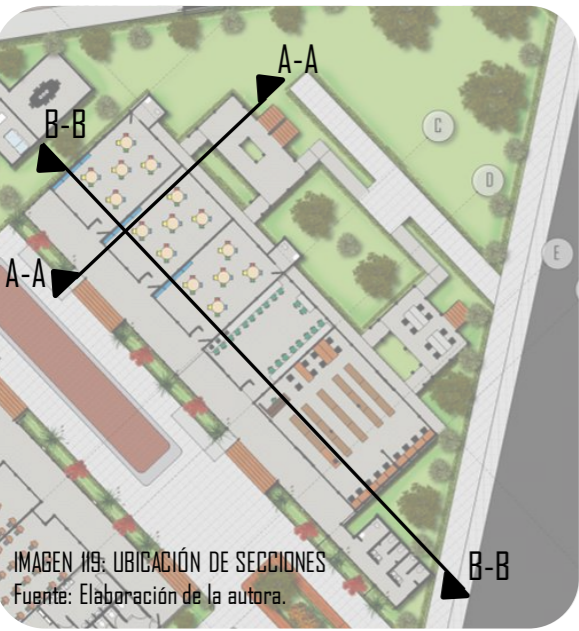 A-A
B-B
C
D
E
A-A
IMAGEN 119: UBICACIÓN DE SECCIONES
B-B
Fuente: Elaboración de la autora.